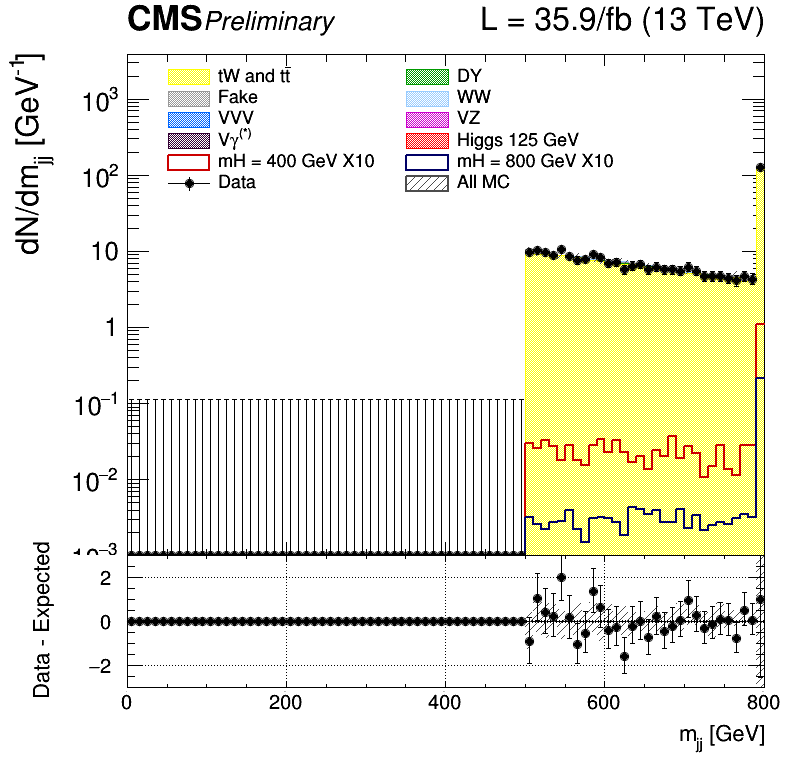 CMS Preliminary L = 35.9/fb (13 TeV)
dN/dm_jj [GeV⁻¹]
tW and tt̄ DY
Fake WW
VVV VZ
Vγ^(*) Higgs 125 GeV
mH = 400 GeV X10 mH = 800 GeV X10
Data All MC
10³
10²
10
1
10⁻¹
10⁻²
10⁻³
Data - Expected
2
0
−2
0 200 400 600 800
m_jj [GeV]